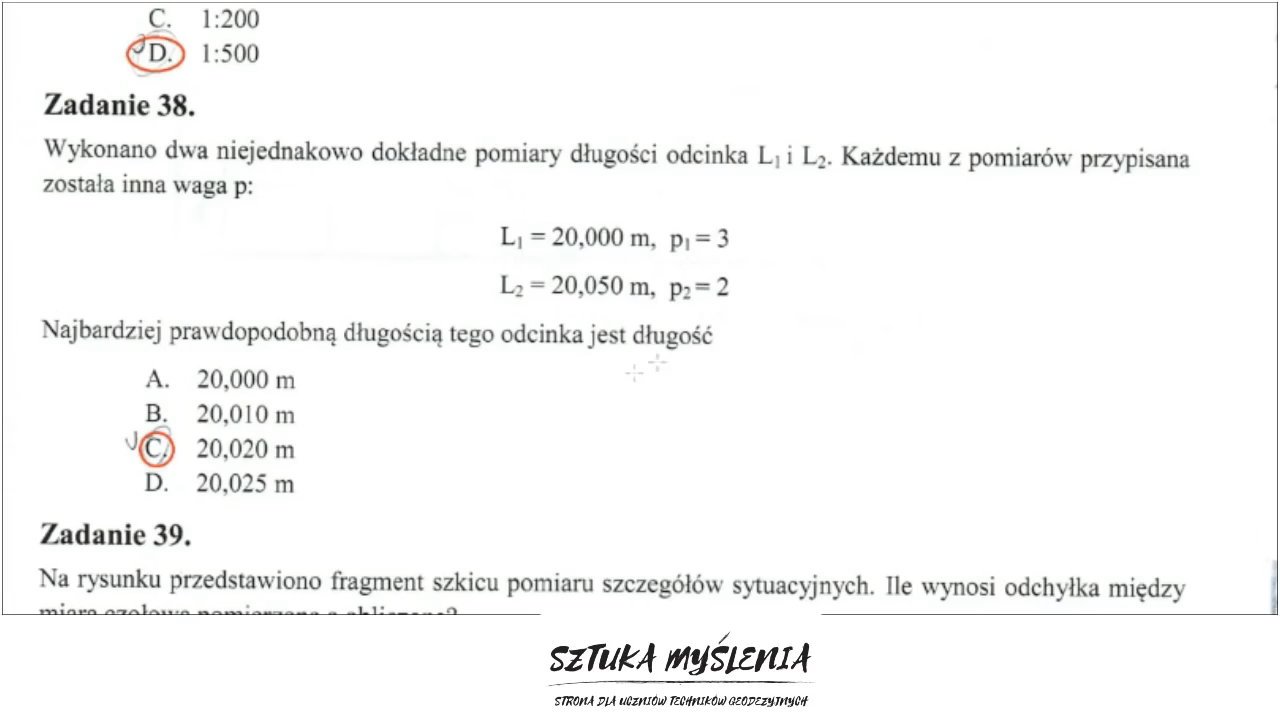 C. 1:200
D. 1:500
Zadanie 38.
Wykonano dwa niejednakowo dokładne pomiary długości odcinka L₁ i L₂. Każdemu z pomiarów przypisana
została inna waga p:
L₁ = 20,000 m, p₁ = 3
L₂ = 20,050 m, p₂ = 2
Najbardziej prawdopodobną długością tego odcinka jest długość
A. 20,000 m
B. 20,010 m
C. 20,020 m
D. 20,025 m
Zadanie 39.
Na rysunku przedstawiono fragment szkicu pomiaru szczegółów sytuacyjnych. Ile wynosi odchyłka między
SZTUKA MYŚLENIA
STRONA DLA UCZNIÓW TECHNIKÓW GEODEZYJNYCH